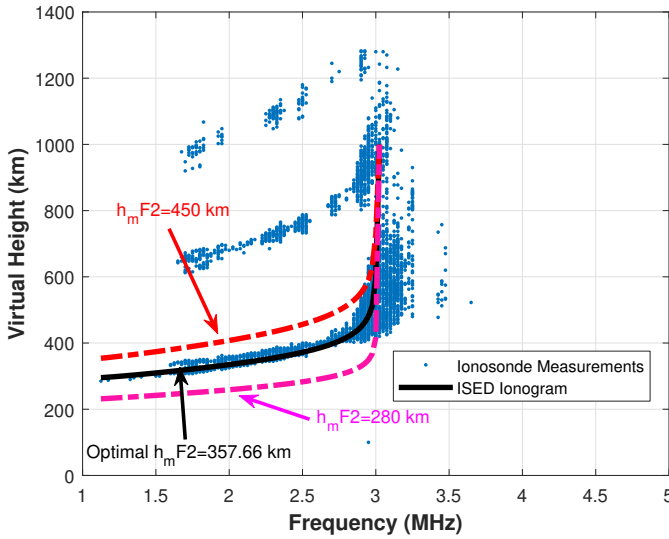 1400
1200
1000
800
600
400
200
0
Virtual Height (km)
h_mF2=450 km
Ionosonde Measurements
ISED Ionogram
h_mF2=280 km
Optimal h_mF2=357.66 km
1 1.5 2 2.5 3 3.5 4 4.5 5
Frequency (MHz)